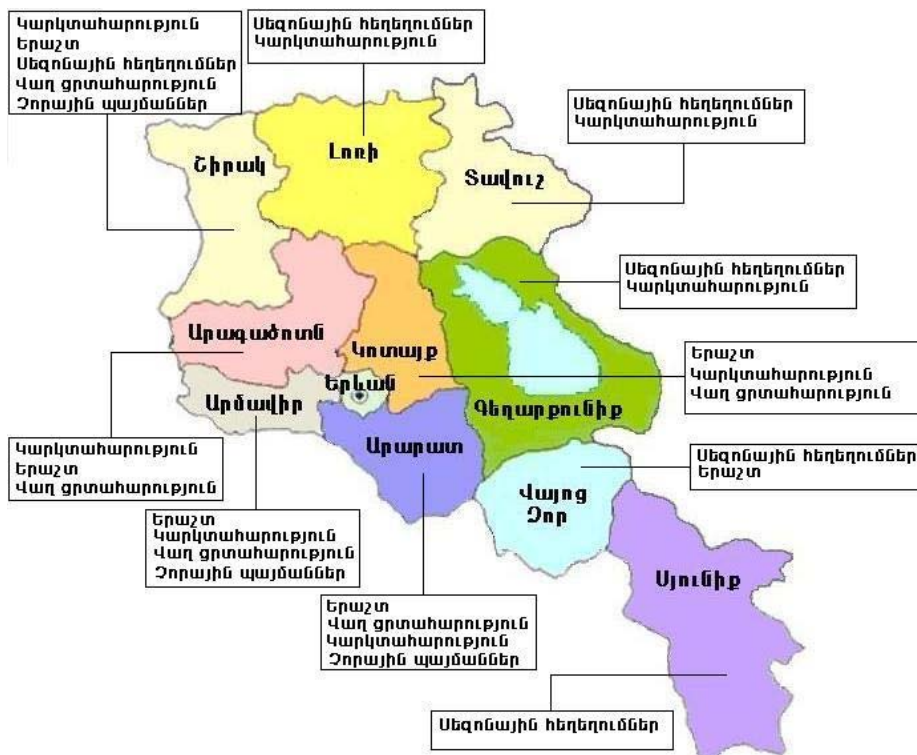 Կարկտահարություն
Երաշտ
Սեզոնային հեղեղումներ
Վաղ ցրտահարություն
Չորային պայմաններ
Սեզոնային հեղեղումներ
Կարկտահարություն
Սեզոնային հեղեղումներ
Կարկտահարություն
Շիրակ
Լոռի
Տավուշ
Սեզոնային հեղեղումներ
Կարկտահարություն
Արագածոտն
Կոտայք
Երևան
Արմավիր
Գեղարքունիք
Արարատ
Երաշտ
Կարկտահարություն
Վաղ ցրտահարություն
Կարկտահարություն
Երաշտ
Վաղ ցրտահարություն
Սեզոնային հեղեղումներ
Երաշտ
Վայոց
Ձոր
Երաշտ
Կարկտահարություն
Վաղ ցրտահարություն
Չորային պայմաններ
Սյունիք
Երաշտ
Վաղ ցրտահարություն
Կարկտահարություն
Չորային պայմաններ
Սեզոնային հեղեղումներ